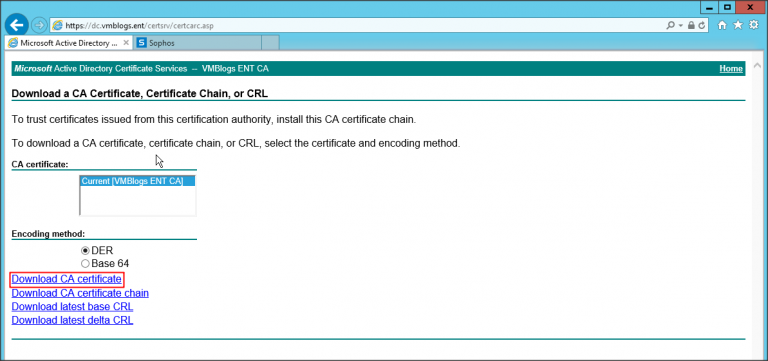 https://dc.vmblogs.ent/certsrv/certcarc.asp
Microsoft Active Directory ...
Sophos
Microsoft Active Directory Certificate Services -- VMBlogs ENT CA
Home
Download a CA Certificate, Certificate Chain, or CRL
To trust certificates issued from this certification authority, install this CA certificate chain.
To download a CA certificate, certificate chain, or CRL, select the certificate and encoding method.
CA certificate:
Current [VMBlogs ENT CA]
Encoding method:
DER
Base 64
Download CA certificate
Download CA certificate chain
Download latest base CRL
Download latest delta CRL